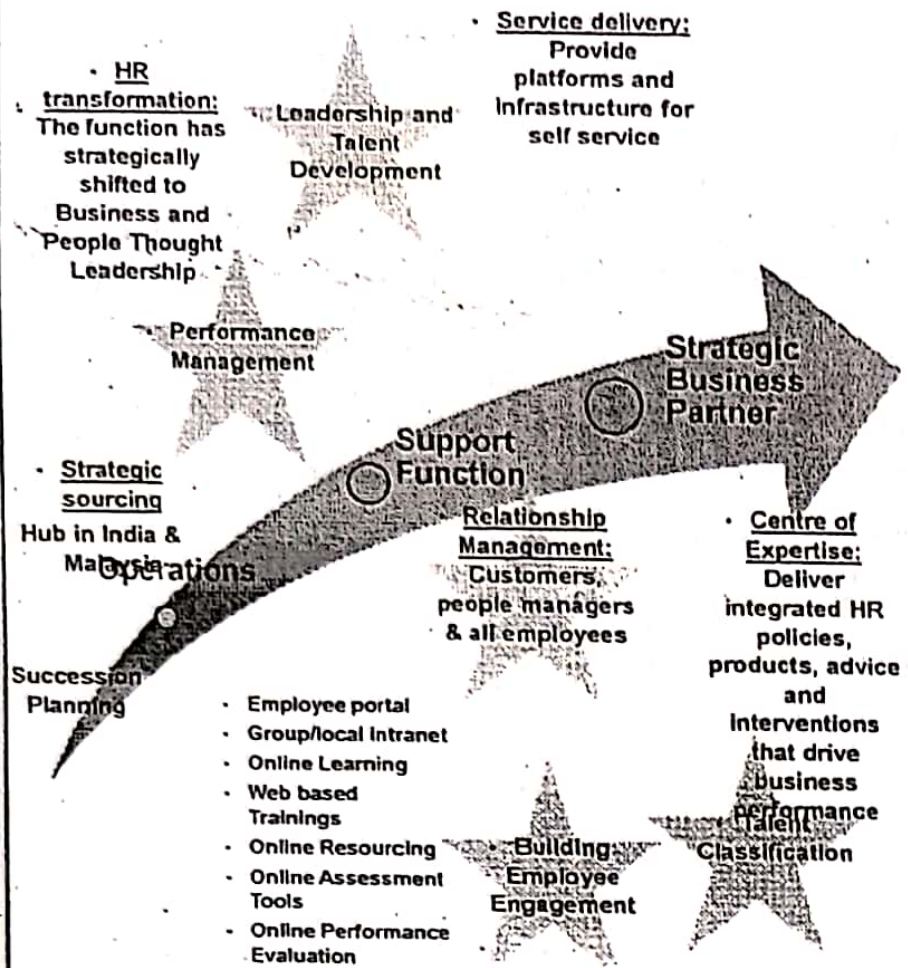 • Service delivery:
Provide
platforms and
Infrastructure for
self service
• HR
transformation:
The function has
strategically
shifted to
Business and
People Thought
Leadership
Leadership and
Talent
Development
Performance
Management
Strategic
Business
Partner
Support
Function
• Strategic
sourcing
Hub in India &
Malaysia
Operations
Relationship
Management:
Customers,
people managers
& all employees
• Centre of
Expertise:
Deliver
integrated HR
policies,
products, advice
and
interventions
that drive
business
performance
Succession
Planning
• Employee portal
• Group/local Intranet
• Online Learning
• Web based
Trainings
• Online Resourcing
• Online Assessment
Tools
• Online Performance
Evaluation
Building
Employee
Engagement
Talent
Classification